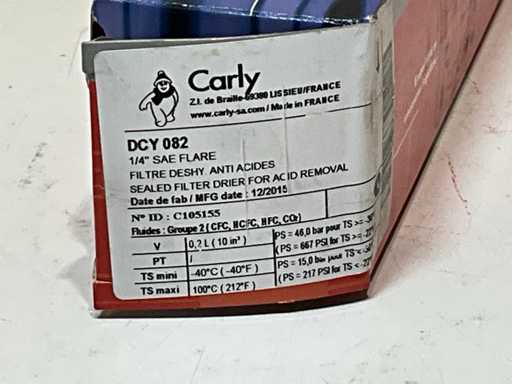 Carly
Z.I. de Braille-69380 LISSIEU/FRANCE
www.carly-sa.com / Made in FRANCE
DCY 082
1/4" SAE FLARE
FILTRE DESHY. ANTI ACIDES
SEALED FILTER DRIER FOR ACID REMOVAL
Date de fab / MFG date : 12/2015
N° ID : C105155
Fluides : Groupe 2 ( CFC, HCFC, HFC, CO2)
V 0,2 L ( 10 in³ ) PS = 46,0 bar pour TS >=
PT / ( PS = 667 PSI for TS >=
TS mini -40°C ( -40°F ) PS = 15,0 bar pour TS <
TS maxi 100°C ( 212°F ) ( PS = 217 PSI for TS <